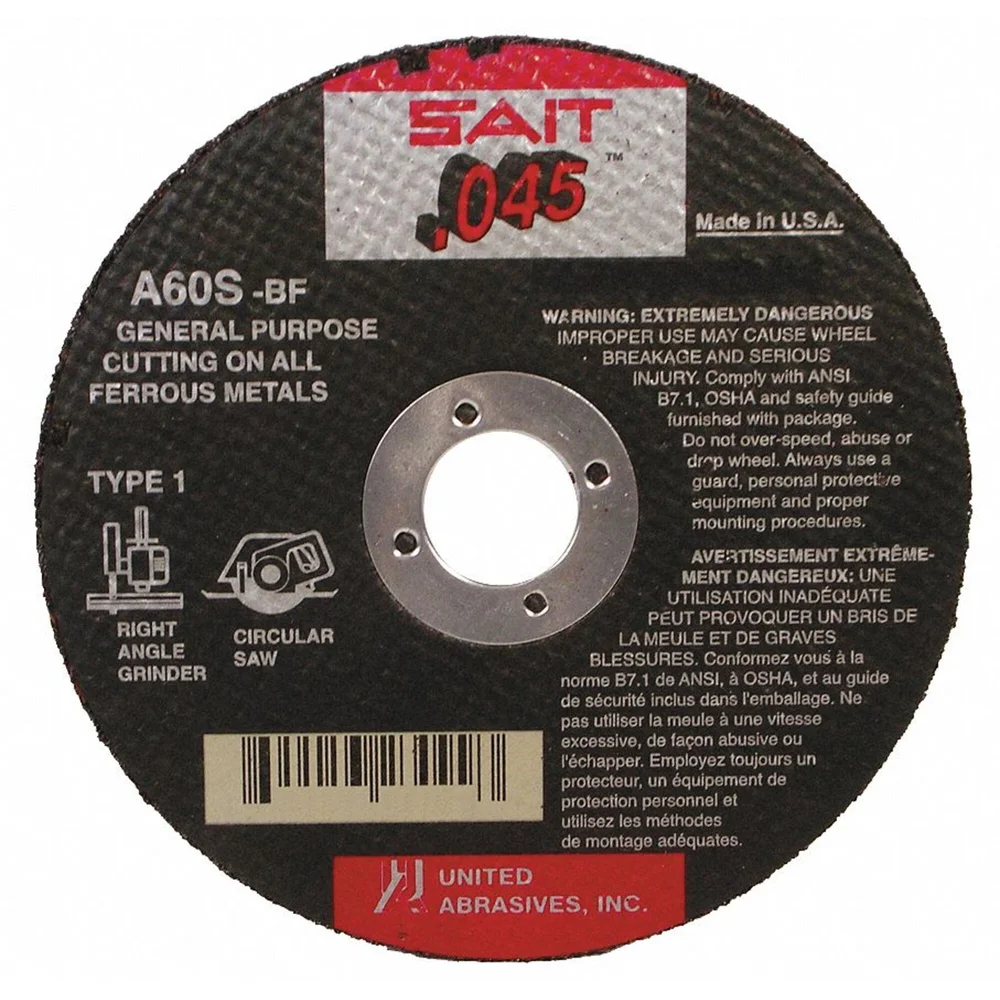 SAIT
.045™
Made in U.S.A.
A60S -BF
GENERAL PURPOSE
CUTTING ON ALL
FERROUS METALS
TYPE 1
RIGHT
ANGLE
GRINDER
CIRCULAR
SAW
WARNING: EXTREMELY DANGEROUS
IMPROPER USE MAY CAUSE WHEEL
BREAKAGE AND SERIOUS
INJURY. Comply with ANSI
B7.1, OSHA and safety guide
furnished with package.
Do not over-speed, abuse or
drop wheel. Always use a
guard, personal protective
equipment and proper
mounting procedures.
AVERTISSEMENT EXTRÊME-
MENT DANGEREUX: UNE
UTILISATION INADÉQUATE
PEUT PROVOQUER UN BRIS DE
LA MEULE ET DE GRAVES
BLESSURES. Conformez vous à la
norme B7.1 de ANSI, à OSHA, et au guide
de sécurité inclus dans l'emballage. Ne
pas utiliser la meule à une vitesse
excessive, de façon abusive ou
l'échapper. Employez toujours un
protecteur, un équipement de
protection personnel et
utilisez les méthodes
de montage adéquates.
UNITED
ABRASIVES, INC.